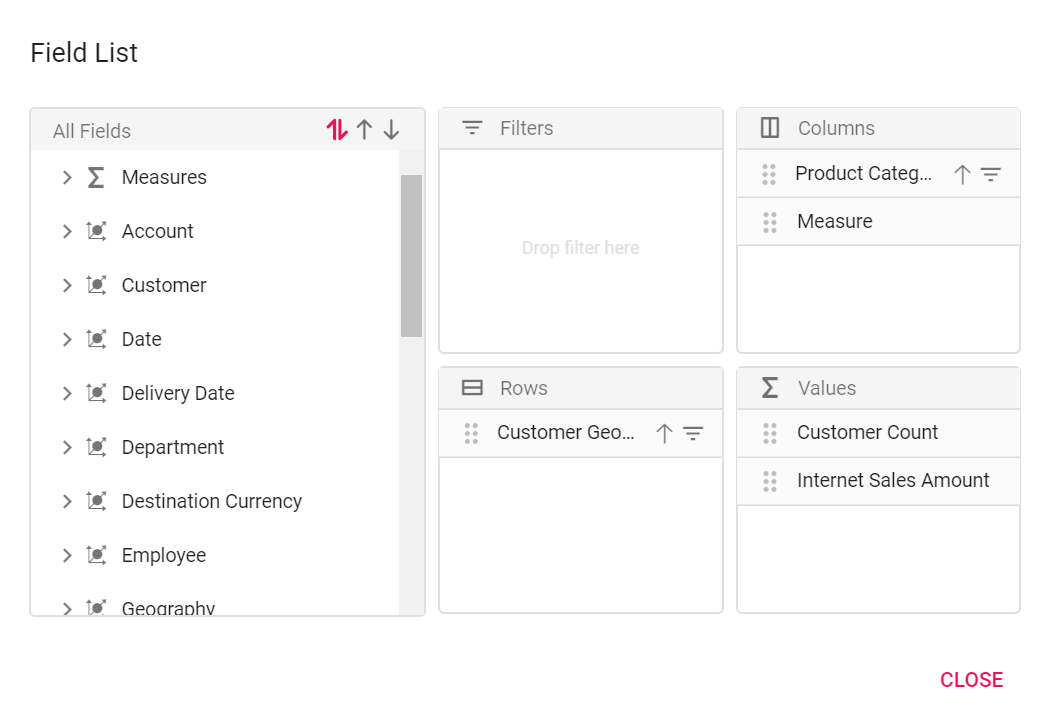 Field List
All Fields
Measures
Account
Customer
Date
Delivery Date
Department
Destination Currency
Employee
Geography
Filters
Drop filter here
Columns
Product Categ...
Measure
Rows
Customer Geo...
Values
Customer Count
Internet Sales Amount
CLOSE